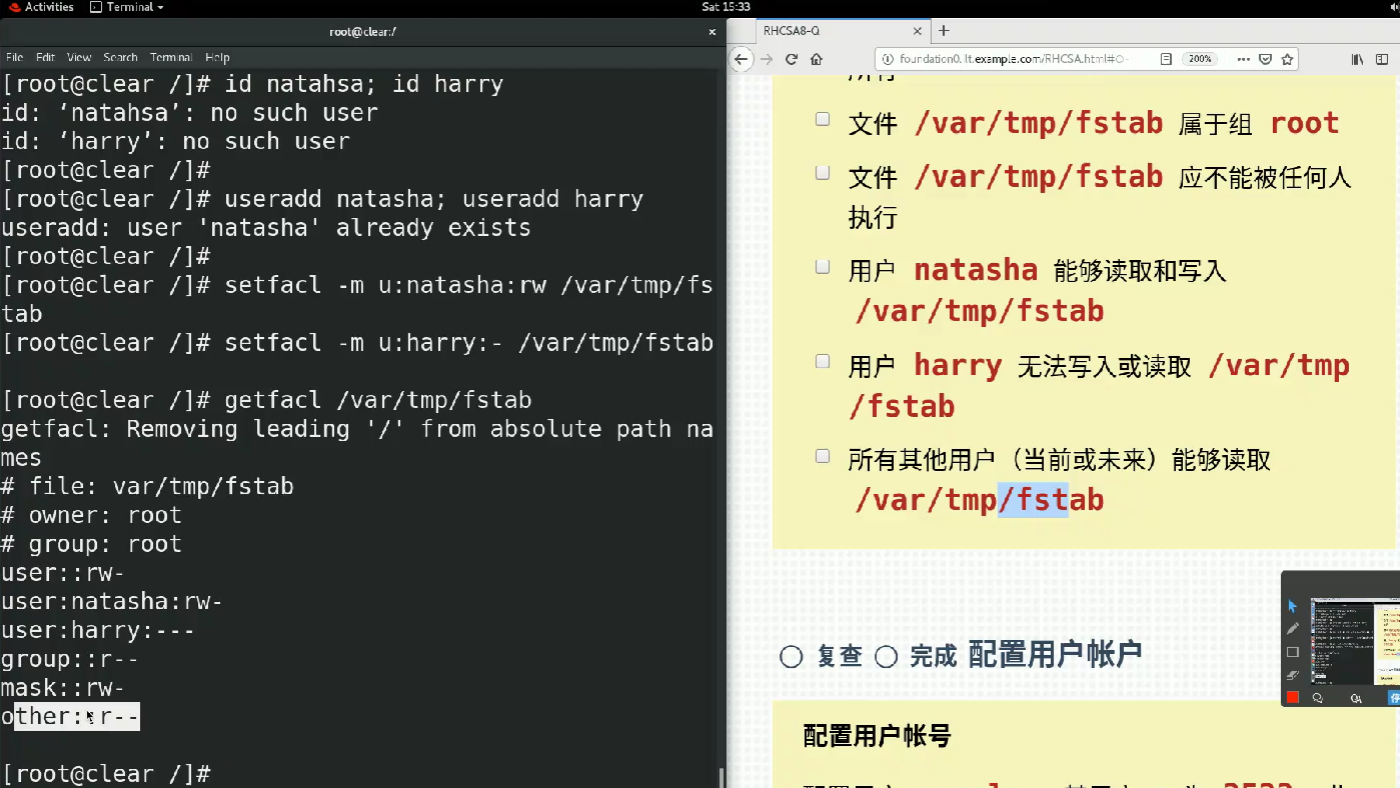 Activities
Terminal
Sat 15:33
root@clear:/
File Edit View Search Terminal Help
[root@clear /]# id natahsa; id harry
id: ‘natahsa’: no such user
id: ‘harry’: no such user
[root@clear /]#
[root@clear /]# useradd natasha; useradd harry
useradd: user 'natasha' already exists
[root@clear /]#
[root@clear /]# setfacl -m u:natasha:rw /var/tmp/fs
tab
[root@clear /]# setfacl -m u:harry:- /var/tmp/fstab
[root@clear /]# getfacl /var/tmp/fstab
getfacl: Removing leading '/' from absolute path na
mes
# file: var/tmp/fstab
# owner: root
# group: root
user::rw-
user:natasha:rw-
user:harry:---
group::r--
mask::rw-
other::r--
[root@clear /]#
RHCSA8-Q
foundation0.ilt.example.com/RHCSA.html#
200%
文件 /var/tmp/fstab 属于组 root
文件 /var/tmp/fstab 应不能被任何人
执行
用户 natasha 能够读取和写入
/var/tmp/fstab
用户 harry 无法写入或读取 /var/tmp
/fstab
所有其他用户（当前或未来）能够读取
/var/tmp/fstab
复查 完成 配置用户帐户
配置用户帐号